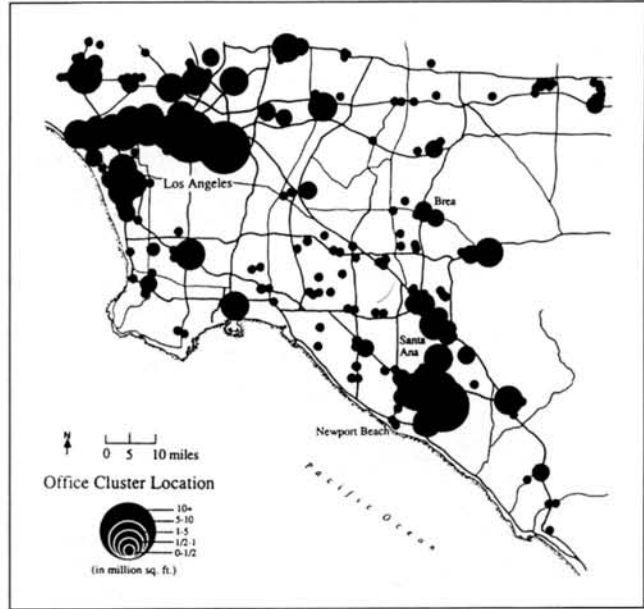 Los Angeles
Brea
Santa
Ana
Newport Beach
N
0 5 10 miles
Pacific Ocean
Office Cluster Location
10+
5-10
1-5
1/2-1
0-1/2
(in million sq. ft.)